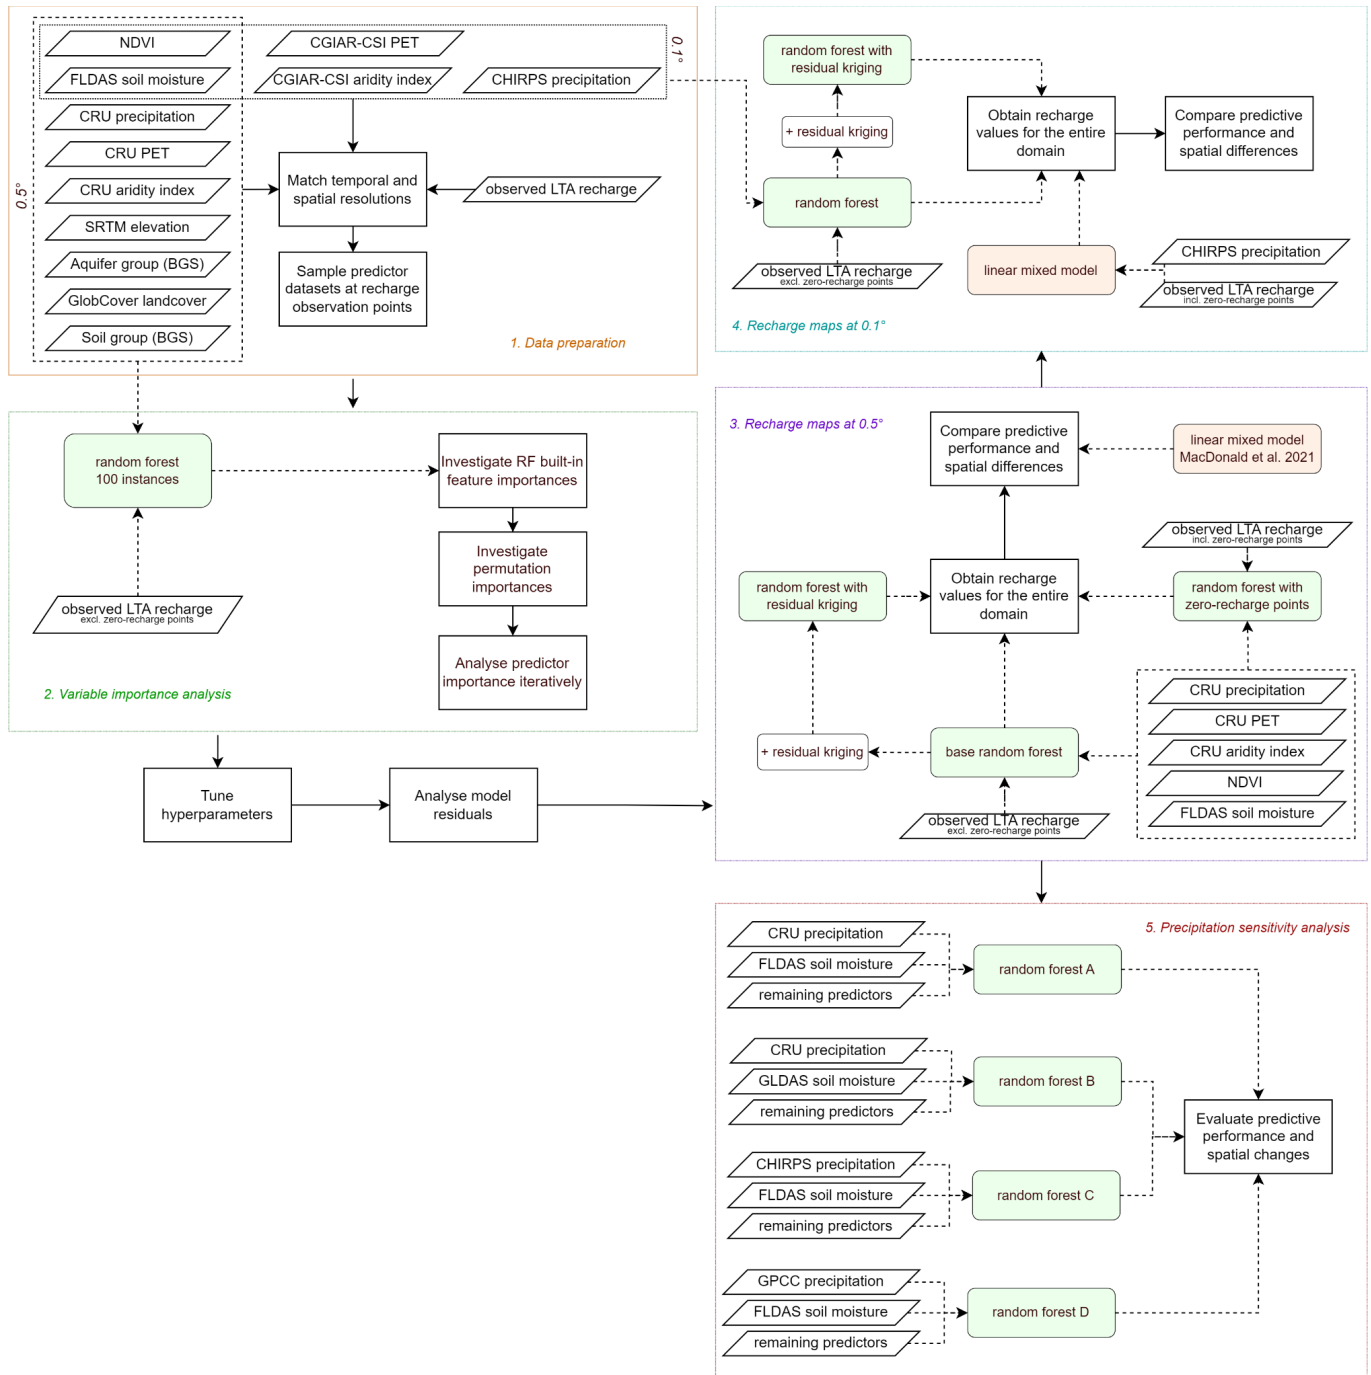 NDVI
CGIAR-CSI PET
0.1°
FLDAS soil moisture
CGIAR-CSI aridity index
CHIRPS precipitation
CRU precipitation
CRU PET
0.5°
CRU aridity index
SRTM elevation
Aquifer group (BGS)
GlobCover landcover
Soil group (BGS)
Match temporal and
spatial resolutions
observed LTA recharge
Sample predictor
datasets at recharge
observation points
1. Data preparation
random forest
100 instances
Investigate RF built-in
feature importances
Investigate
permutation
importances
observed LTA recharge
excl. zero-recharge points
Analyse predictor
importance iteratively
2. Variable importance analysis
Tune
hyperparameters
Analyse model
residuals
random forest with
residual kriging
+ residual kriging
random forest
observed LTA recharge
excl. zero-recharge points
Obtain recharge
values for the entire
domain
Compare predictive
performance and
spatial differences
linear mixed model
CHIRPS precipitation
observed LTA recharge
incl. zero-recharge points
4. Recharge maps at 0.1°
3. Recharge maps at 0.5°
Compare predictive
performance and
spatial differences
linear mixed model
MacDonald et al. 2021
observed LTA recharge
incl. zero-recharge points
random forest with
residual kriging
Obtain recharge
values for the entire
domain
random forest with
zero-recharge points
CRU precipitation
CRU PET
CRU aridity index
NDVI
FLDAS soil moisture
+ residual kriging
base random forest
observed LTA recharge
excl. zero-recharge points
5. Precipitation sensitivity analysis
CRU precipitation
FLDAS soil moisture
remaining predictors
random forest A
CRU precipitation
GLDAS soil moisture
remaining predictors
random forest B
CHIRPS precipitation
FLDAS soil moisture
remaining predictors
random forest C
GPCC precipitation
FLDAS soil moisture
remaining predictors
random forest D
Evaluate predictive
performance and
spatial changes